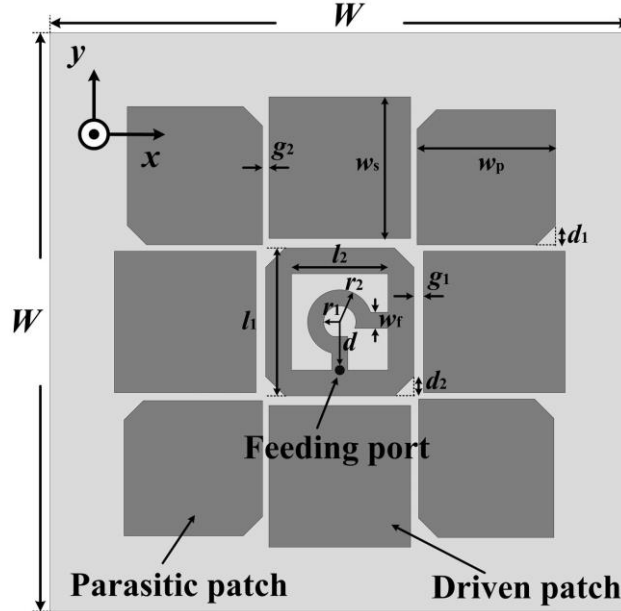 W
y
x
g2
ws
wp
d1
l2
r2
g1
l1
r1
wf
W
d
d2
Feeding port
Parasitic patch
Driven patch